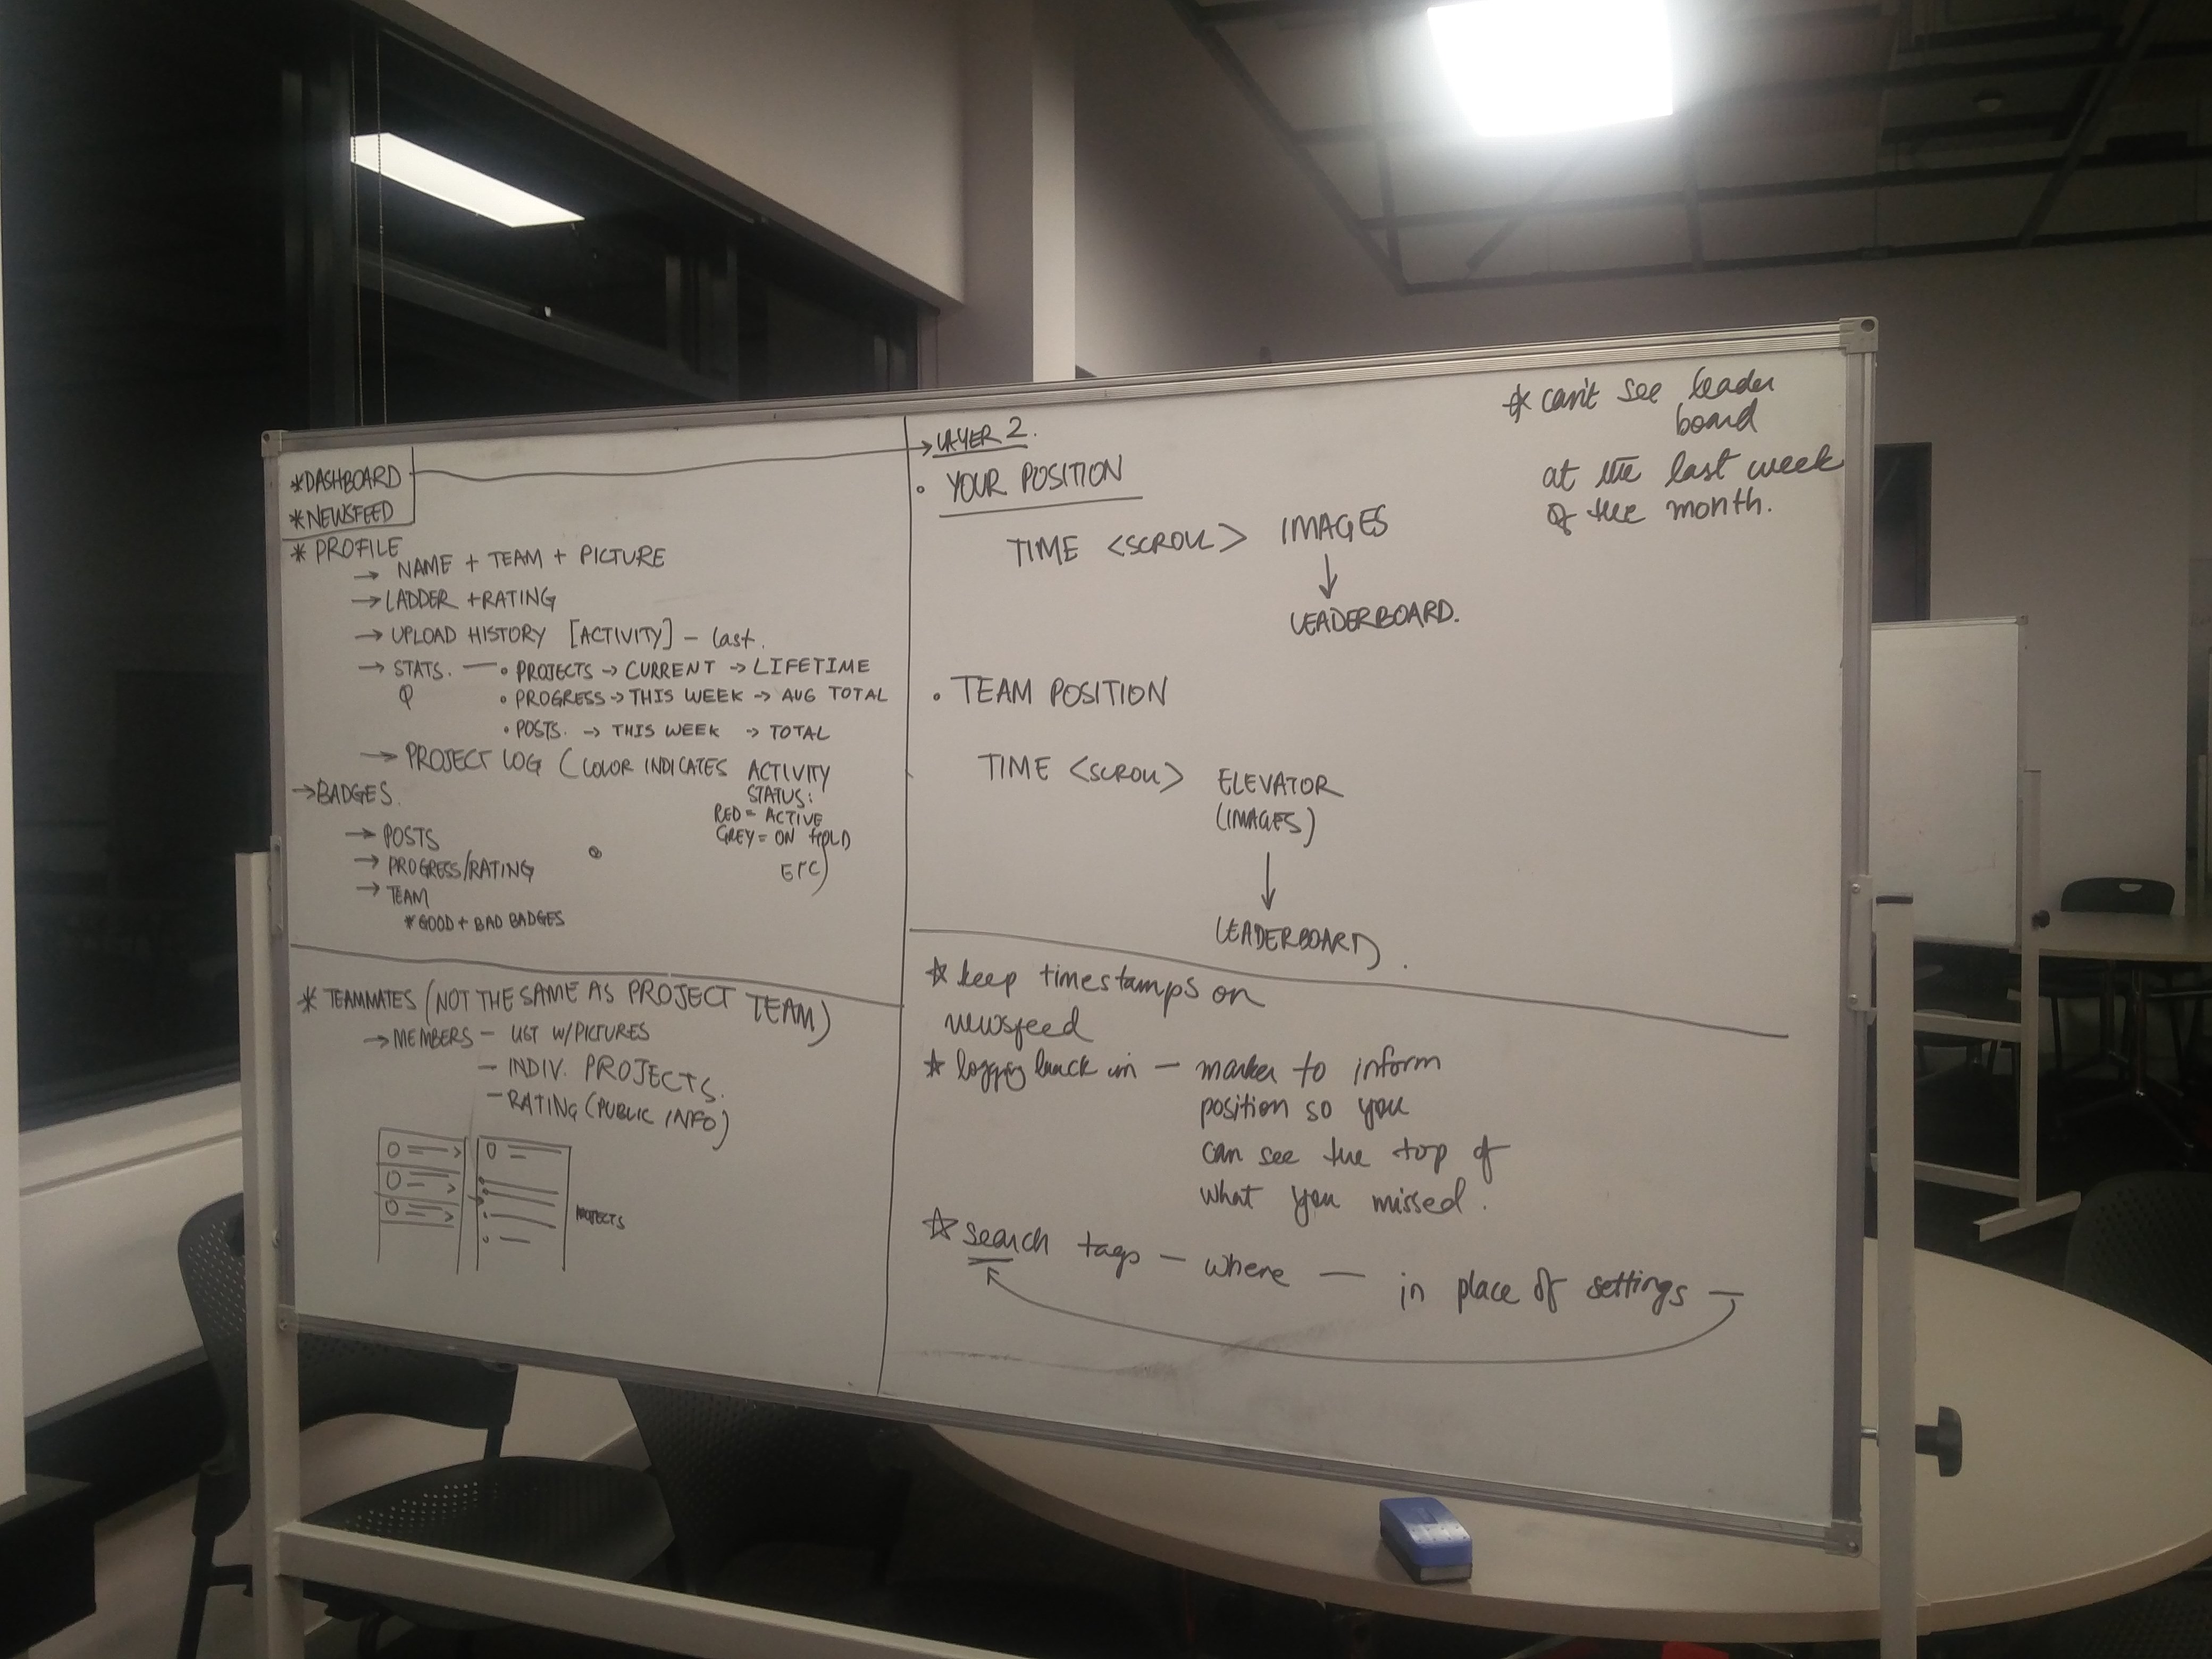 *DASHBOARD
*NEWSFEED
* PROFILE
→ NAME + TEAM + PICTURE
→ LADDER +RATING
→ UPLOAD HISTORY [ACTIVITY] – last.
→ STATS. — • PROJECTS → CURRENT → LIFETIME
• PROGRESS → THIS WEEK → AUG TOTAL
• POSTS. → THIS WEEK → TOTAL
→ PROJECT LOG (COLOR INDICATES ACTIVITY
STATUS:
RED = ACTIVE
GREY = ON HOLD
ETC)
→ BADGES.
→ POSTS
→ PROGRESS/RATING
→ TEAM
* GOOD + BAD BADGES
* TEAMMATES (NOT THE SAME AS PROJECT TEAM)
→ MEMBERS – LIST W/PICTURES
– INDIV. PROJECTS.
– RATING (PUBLIC INFO)
PROJECTS
→ LAYER 2.
• YOUR POSITION
TIME <SCROLL> IMAGES
↓
LEADERBOARD.
• TEAM POSITION
TIME <SCROLL> ELEVATOR
(IMAGES)
↓
LEADERBOARD.
* can't see leader
board
at the last week
of the month.
* keep timestamps on
newsfeed
* logging back in – marker to inform
position so you
can see the top of
what you missed.
* search tags – where — in place of settings —